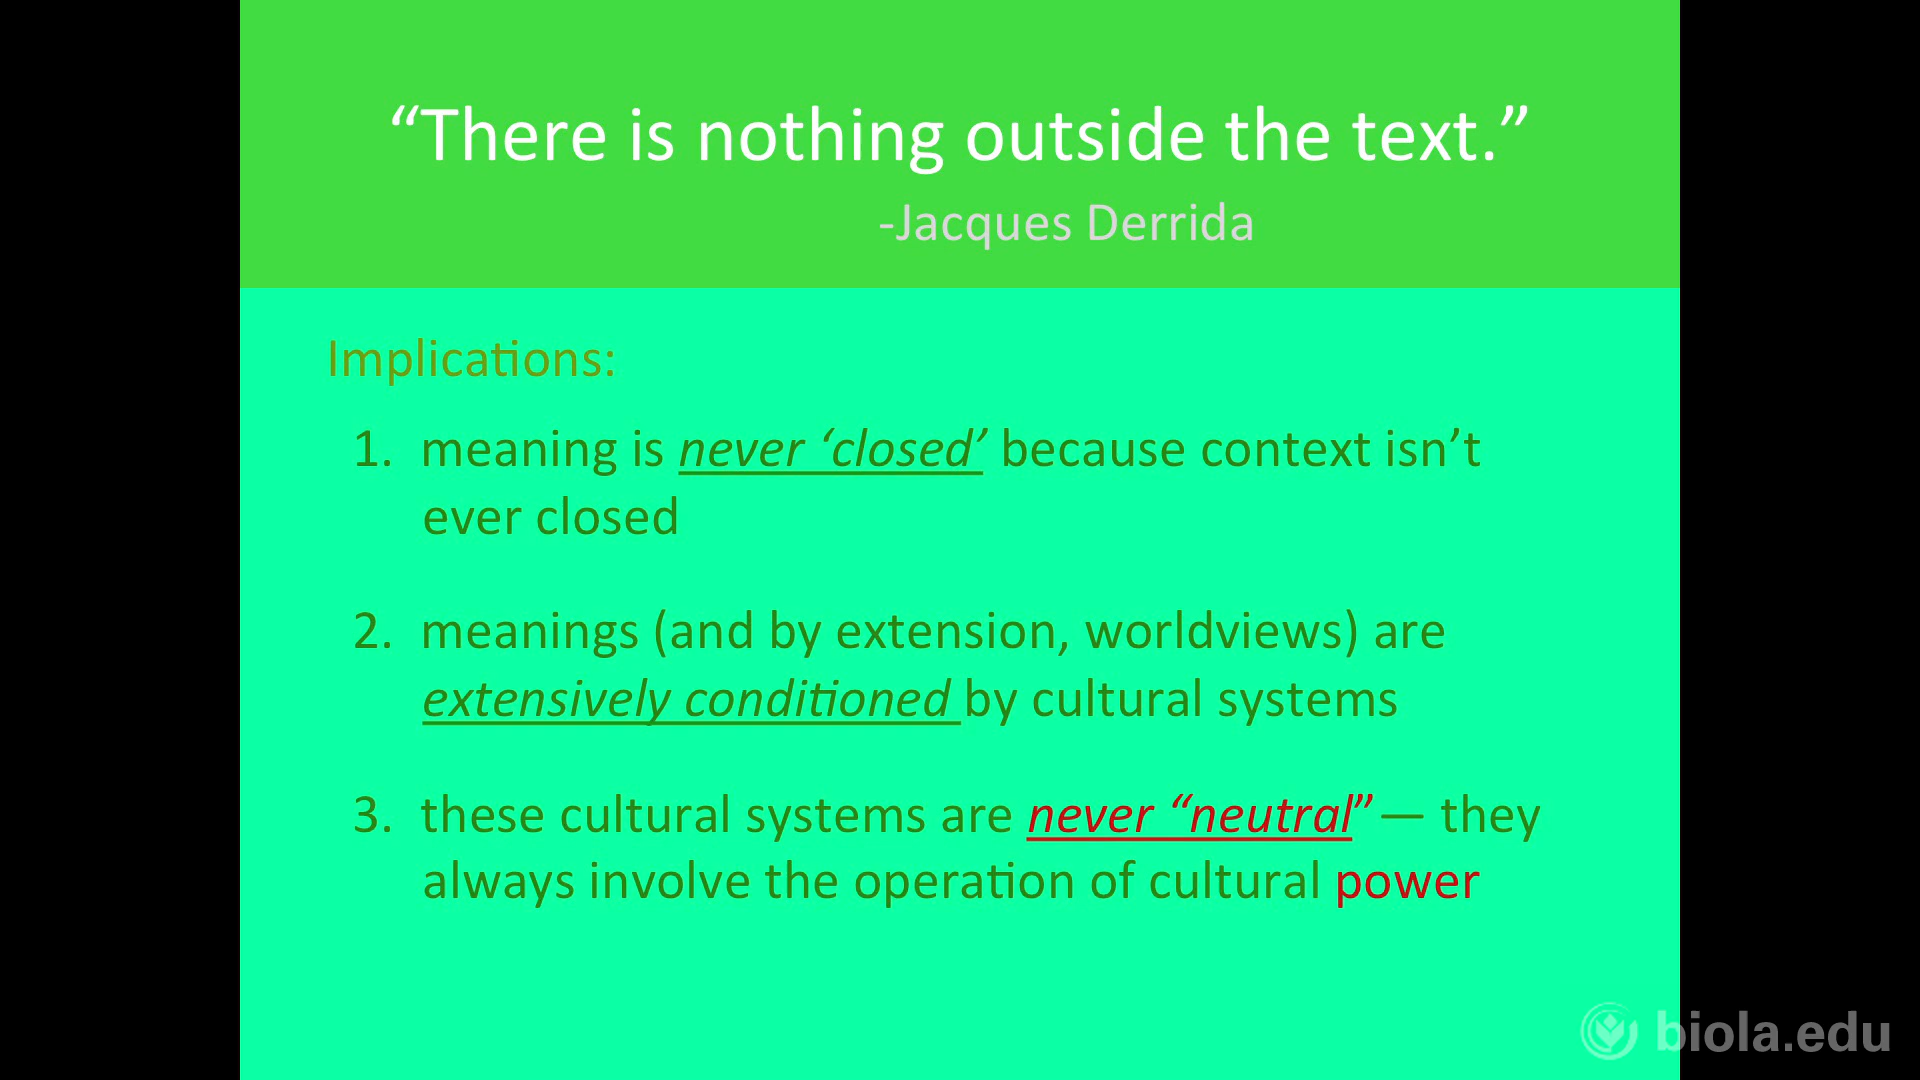 “There is nothing outside the text.”
-Jacques Derrida
Implications:
1. meaning is never ‘closed’ because context isn’t
ever closed
2. meanings (and by extension, worldviews) are
extensively conditioned by cultural systems
3. these cultural systems are never “neutral”— they
always involve the operation of cultural power
biola.edu